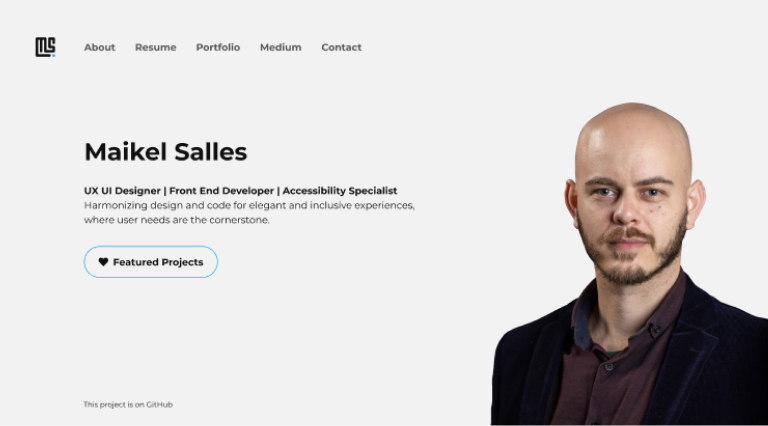 MS
About Resume Portfolio Medium Contact
Maikel Salles
UX UI Designer | Front End Developer | Accessibility Specialist
Harmonizing design and code for elegant and inclusive experiences,
where user needs are the cornerstone.
Featured Projects
This project is on GitHub